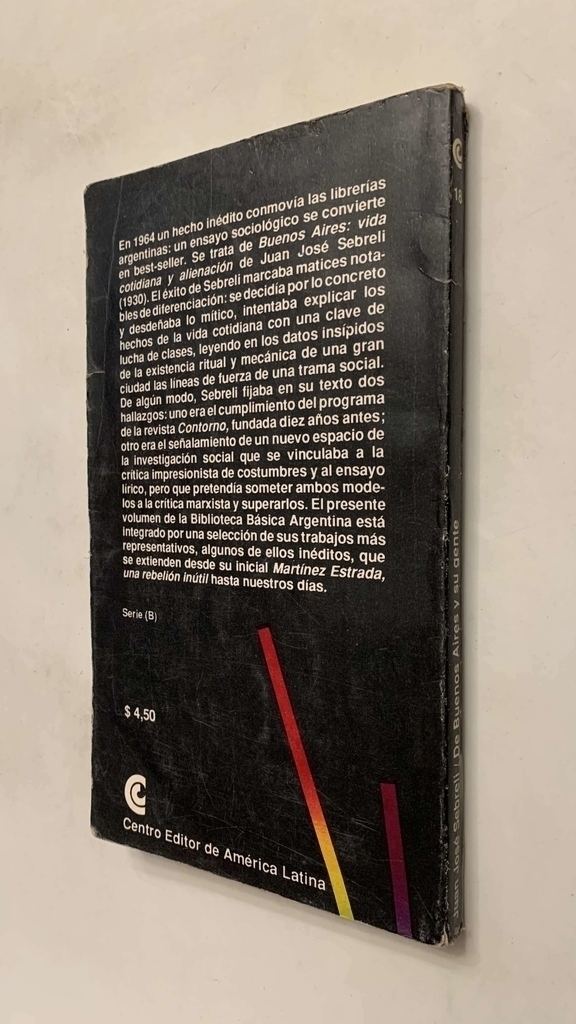 En 1964 un hecho inédito conmovía las librerías
argentinas: un ensayo sociológico se convierte
en best-seller. Se trata de Buenos Aires: vida
cotidiana y alienación de Juan José Sebreli
(1930). El éxito de Sebreli marcaba matices nota-
bles de diferenciación: se decidía por lo concreto
y desdeñaba lo mítico, intentaba explicar los
hechos de la vida cotidiana con una clave de
lucha de clases, leyendo en los datos insípidos
de la existencia ritual y mecánica de una gran
ciudad las líneas de fuerza de una trama social.
De algún modo, Sebreli fijaba en su texto dos
hallazgos: uno era el cumplimiento del programa
de la revista Contorno, fundada diez años antes;
otro era el señalamiento de un nuevo espacio de
la investigación social que se vinculaba a la
crítica impresionista de costumbres y al ensayo
lírico, pero que pretendía someter ambos mode-
los a la crítica marxista y superarlos. El presente
volumen de la Biblioteca Básica Argentina está
integrado por una selección de sus trabajos más
representativos, algunos de ellos inéditos, que
se extienden desde su inicial Martínez Estrada,
una rebelión inútil hasta nuestros días.
Serie (B)
$ 4,50
Centro Editor de América Latina
18
Juan José Sebreli / De Buenos Aires y su gente